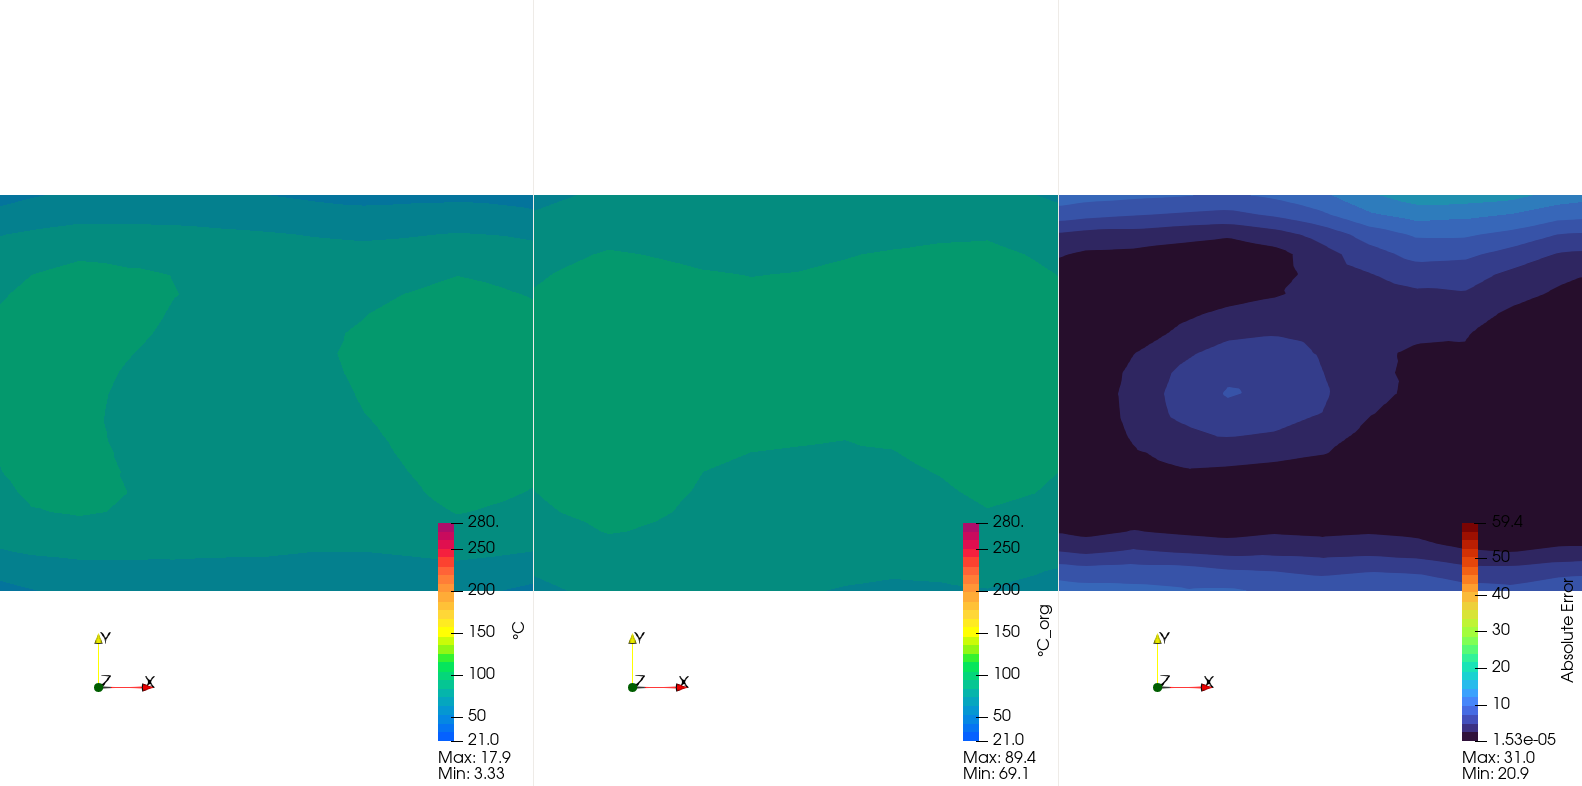 280.
250
200
150
100
50
21.0
°C
Max: 17.9
Min: 3.33
Y
Z
X
280.
250
200
150
100
50
21.0
°C_org
Max: 89.4
Min: 69.1
Y
Z
X
59.4
50
40
30
20
10
1.53e-05
Absolute Error
Max: 31.0
Min: 20.9
Y
Z
X